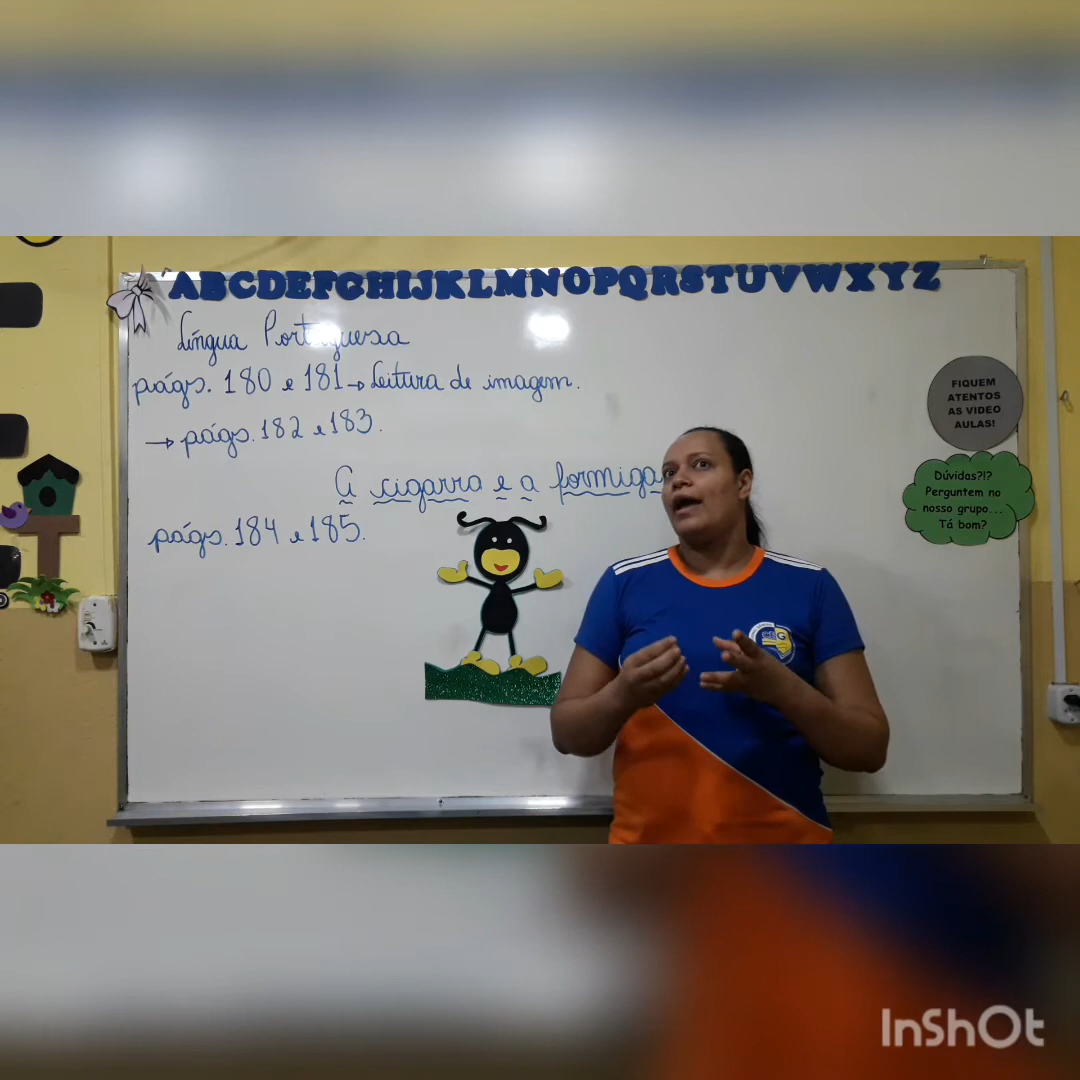 ABCDEFGHIJKLMNOPQRSTUVWXYZ
Língua Portuguesa
págs. 180 e 181 → Leitura de imagem.
→ págs. 182 e 183.
A cigarra e a formiga
págs. 184 e 185.
FIQUEM
ATENTOS
AS VIDEO
AULAS!
Dúvidas?!?
Perguntem no
nosso grupo...
Tá bom?
InShOt